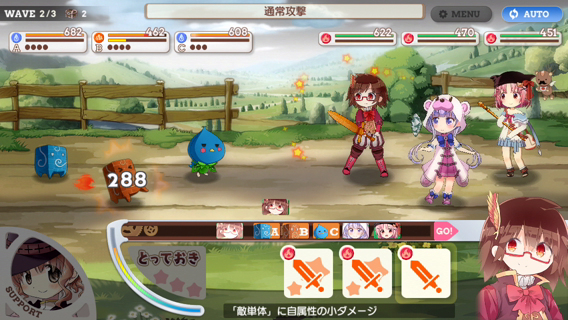 WAVE 2/3
2
通常攻撃
MENU
AUTO
682
A
462
B
608
C
622
470
451
288
A
B
C
GO!
SUPPORT
とっておき
「敵単体」に自属性の小ダメージ